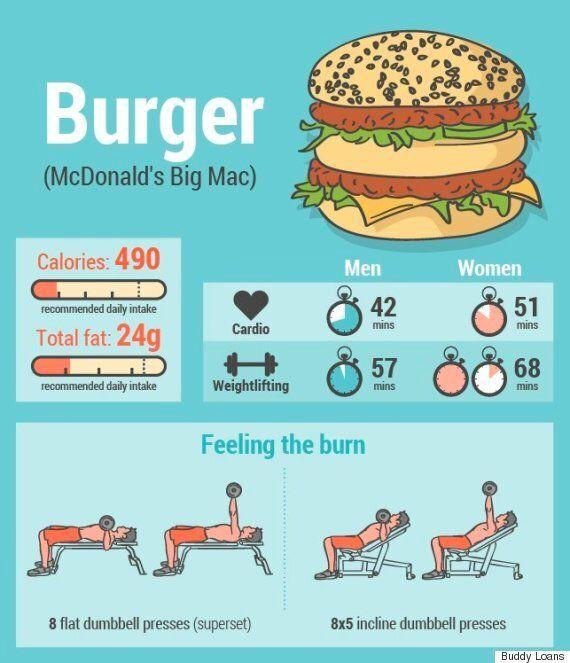 Burger
(McDonald's Big Mac)
Calories: 490
recommended daily intake
Total fat: 24g
recommended daily intake
Men Women
Cardio 42 mins 51 mins
Weightlifting 57 mins 68 mins
Feeling the burn
8 flat dumbbell presses (superset)
8x5 incline dumbbell presses
Buddy Loans